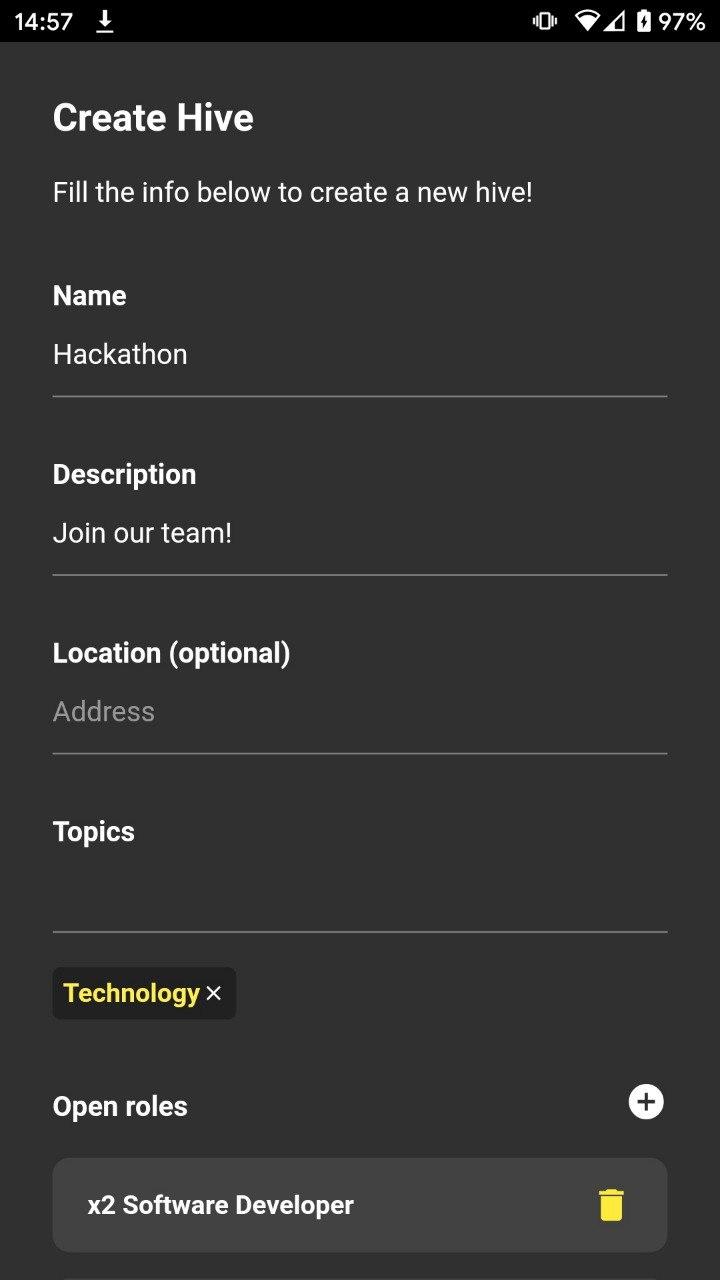 14:57
97%
Create Hive
Fill the info below to create a new hive!
Name
Hackathon
Description
Join our team!
Location (optional)
Address
Topics
Technology ×
Open roles
x2 Software Developer